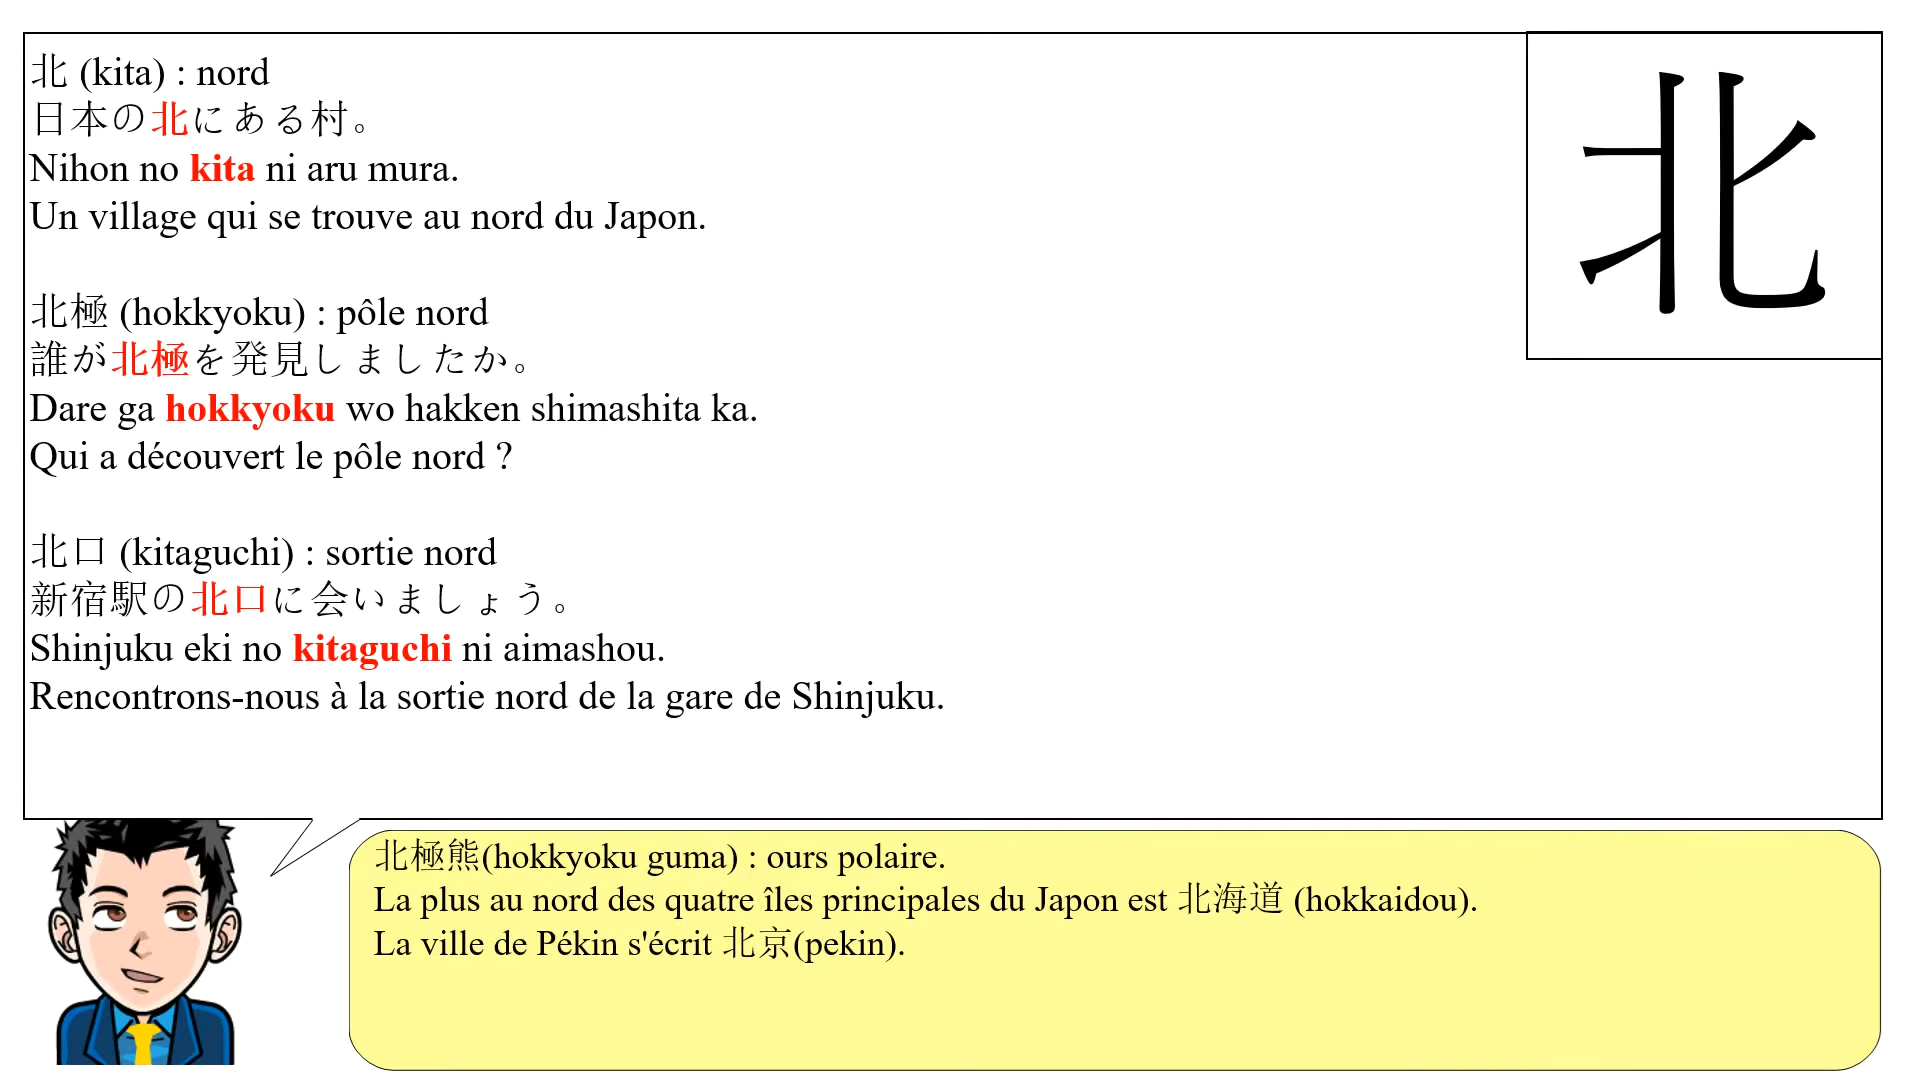 北 (kita) : nord
日本の北にある村。
Nihon no kita ni aru mura.
Un village qui se trouve au nord du Japon.
北極 (hokkyoku) : pôle nord
誰が北極を発見しましたか。
Dare ga hokkyoku wo hakken shimashita ka.
Qui a découvert le pôle nord ?
北口 (kitaguchi) : sortie nord
新宿駅の北口に会いましょう。
Shinjuku eki no kitaguchi ni aimashou.
Rencontrons-nous à la sortie nord de la gare de Shinjuku.
北
北極熊(hokkyoku guma) : ours polaire.
La plus au nord des quatre îles principales du Japon est 北海道 (hokkaidou).
La ville de Pékin s'écrit 北京(pekin).